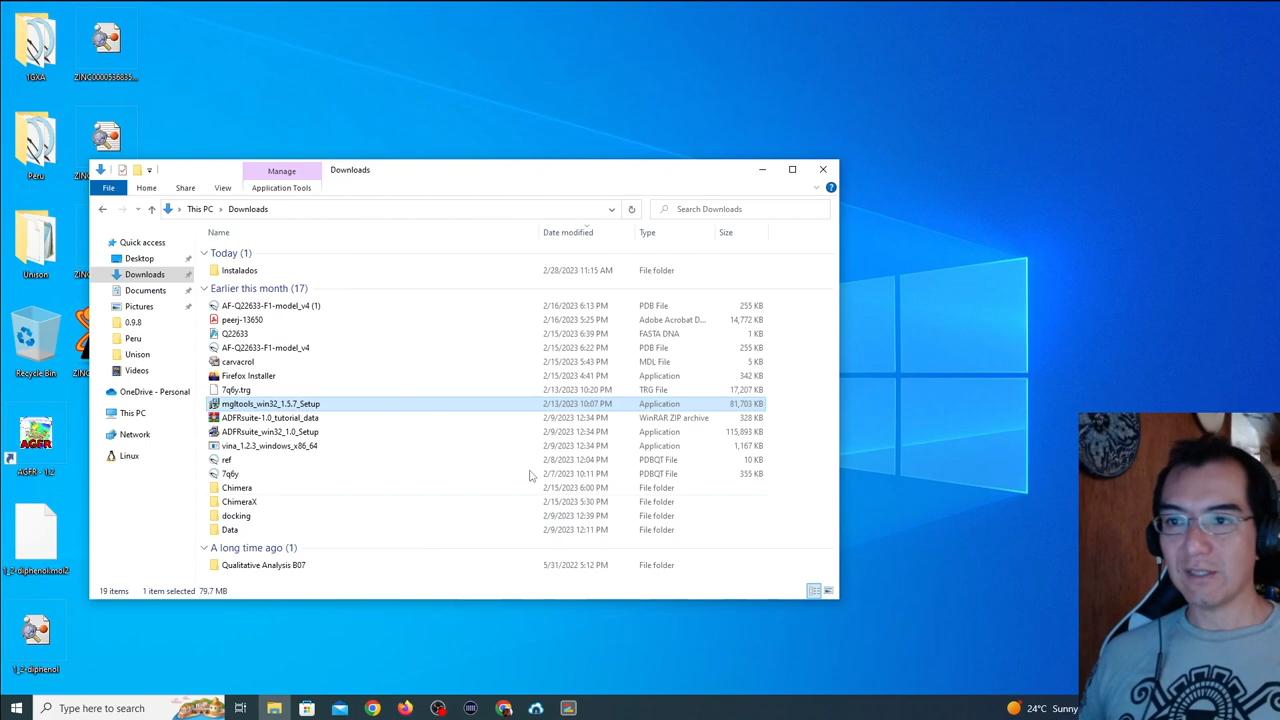 1GXA
ZINC0000536835...
Peru
Unison
ZINC
Recycle Bin
AGFR - 1.2
1_2-diphenol.mol2
1_2-diphenol
Manage
Downloads
File
Home
Share
View
Application Tools
This PC > Downloads
Search Downloads
Name
Date modified
Type
Size
Quick access
Desktop
Downloads
Documents
Pictures
0.9.8
Peru
Unison
Videos
OneDrive - Personal
This PC
Network
Linux
Today (1)
Instalados 2/28/2023 11:15 AM File folder
Earlier this month (17)
AF-Q22633-F1-model_v4 (1) 2/16/2023 6:13 PM PDB File 255 KB
peerj-13650 2/16/2023 5:25 PM Adobe Acrobat D... 14,772 KB
Q22633 2/15/2023 6:39 PM FASTA DNA 1 KB
AF-Q22633-F1-model_v4 2/15/2023 6:22 PM PDB File 255 KB
carvacrol 2/15/2023 5:43 PM MDL File 5 KB
Firefox Installer 2/15/2023 4:41 PM Application 342 KB
7q6y.trg 2/13/2023 10:20 PM TRG File 17,207 KB
mgltools_win32_1.5.7_Setup 2/13/2023 10:07 PM Application 81,703 KB
ADFRsuite-1.0_tutorial_data 2/9/2023 12:34 PM WinRAR ZIP archive 328 KB
ADFRsuite_win32_1.0_Setup 2/9/2023 12:34 PM Application 115,893 KB
vina_1.2.3_windows_x86_64 2/9/2023 12:34 PM Application 1,167 KB
ref 2/8/2023 12:04 PM PDBQT File 10 KB
7q6y 2/7/2023 10:11 PM PDBQT File 355 KB
Chimera 2/15/2023 6:00 PM File folder
ChimeraX 2/15/2023 5:30 PM File folder
docking 2/9/2023 12:39 PM File folder
Data 2/9/2023 12:11 PM File folder
A long time ago (1)
Qualitative Analysis B07 5/31/2022 5:12 PM File folder
19 items 1 item selected 79.7 MB
Type here to search
24°C Sunny